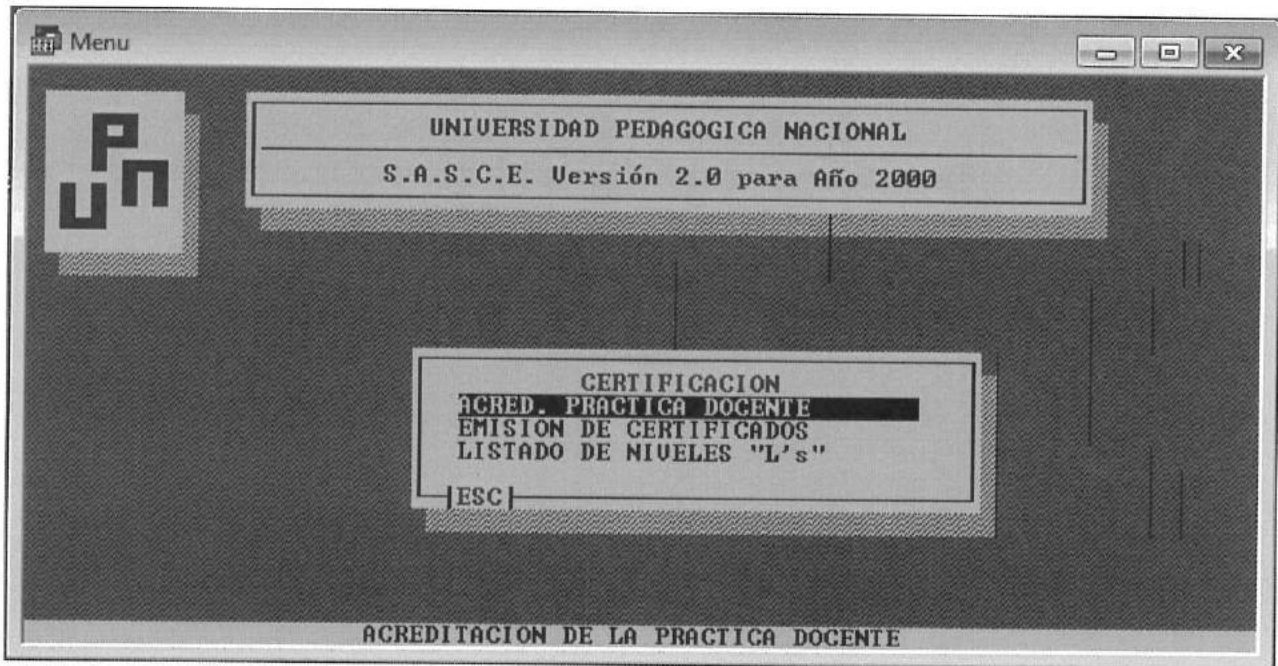 Menu
UPN
UNIVERSIDAD PEDAGOGICA NACIONAL
S.A.S.C.E. Versión 2.0 para Año 2000
CERTIFICACION
ACRED. PRACTICA DOCENTE
EMISION DE CERTIFICADOS
LISTADO DE NIVELES "L's"
ESC
ACREDITACION DE LA PRACTICA DOCENTE